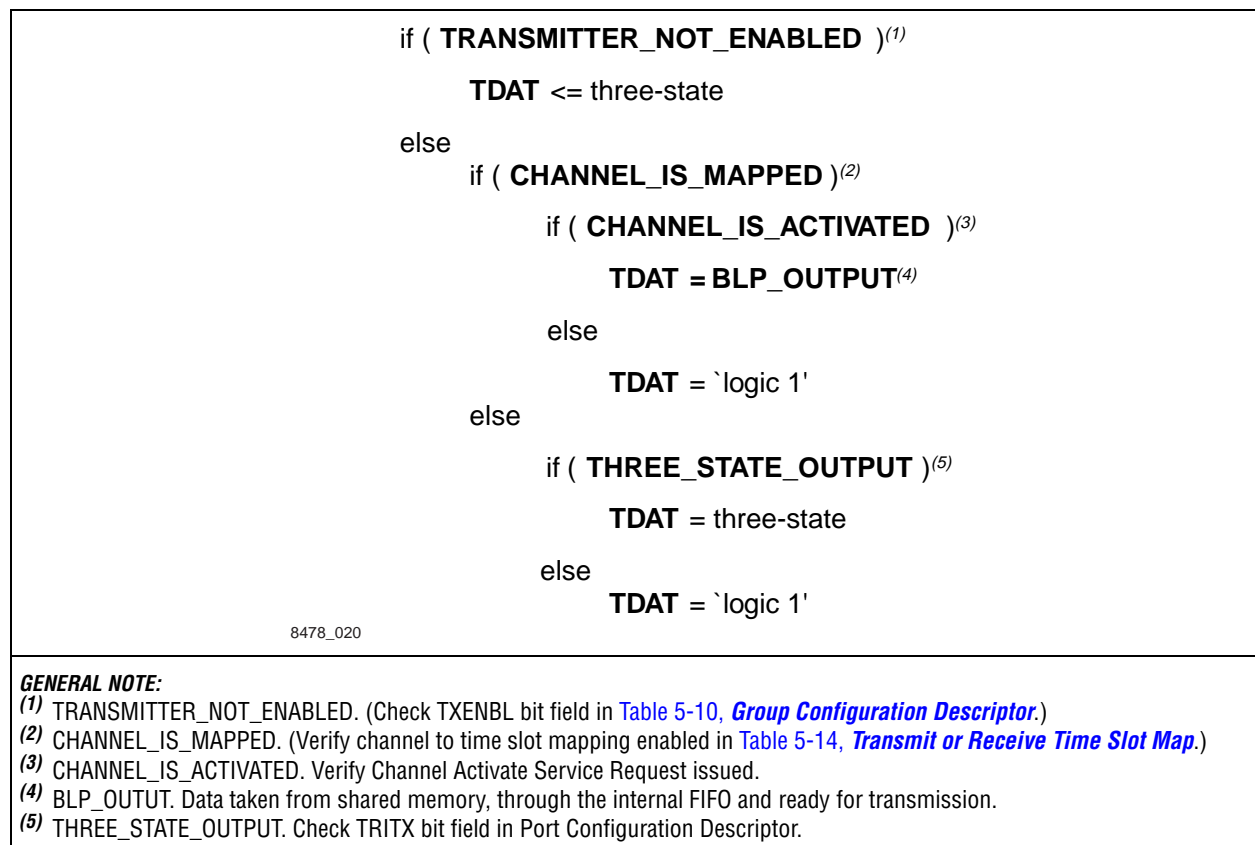 if ( TRANSMITTER_NOT_ENABLED )(1)
TDAT <= three-state
else
if ( CHANNEL_IS_MAPPED )(2)
if ( CHANNEL_IS_ACTIVATED )(3)
TDAT = BLP_OUTPUT(4)
else
TDAT = `logic 1'
else
if ( THREE_STATE_OUTPUT )(5)
TDAT = three-state
else
TDAT = `logic 1'
8478_020
GENERAL NOTE:
(1) TRANSMITTER_NOT_ENABLED. (Check TXENBL bit field in Table 5-10, Group Configuration Descriptor.)
(2) CHANNEL_IS_MAPPED. (Verify channel to time slot mapping enabled in Table 5-14, Transmit or Receive Time Slot Map.)
(3) CHANNEL_IS_ACTIVATED. Verify Channel Activate Service Request issued.
(4) BLP_OUTUT. Data taken from shared memory, through the internal FIFO and ready for transmission.
(5) THREE_STATE_OUTPUT. Check TRITX bit field in Port Configuration Descriptor.